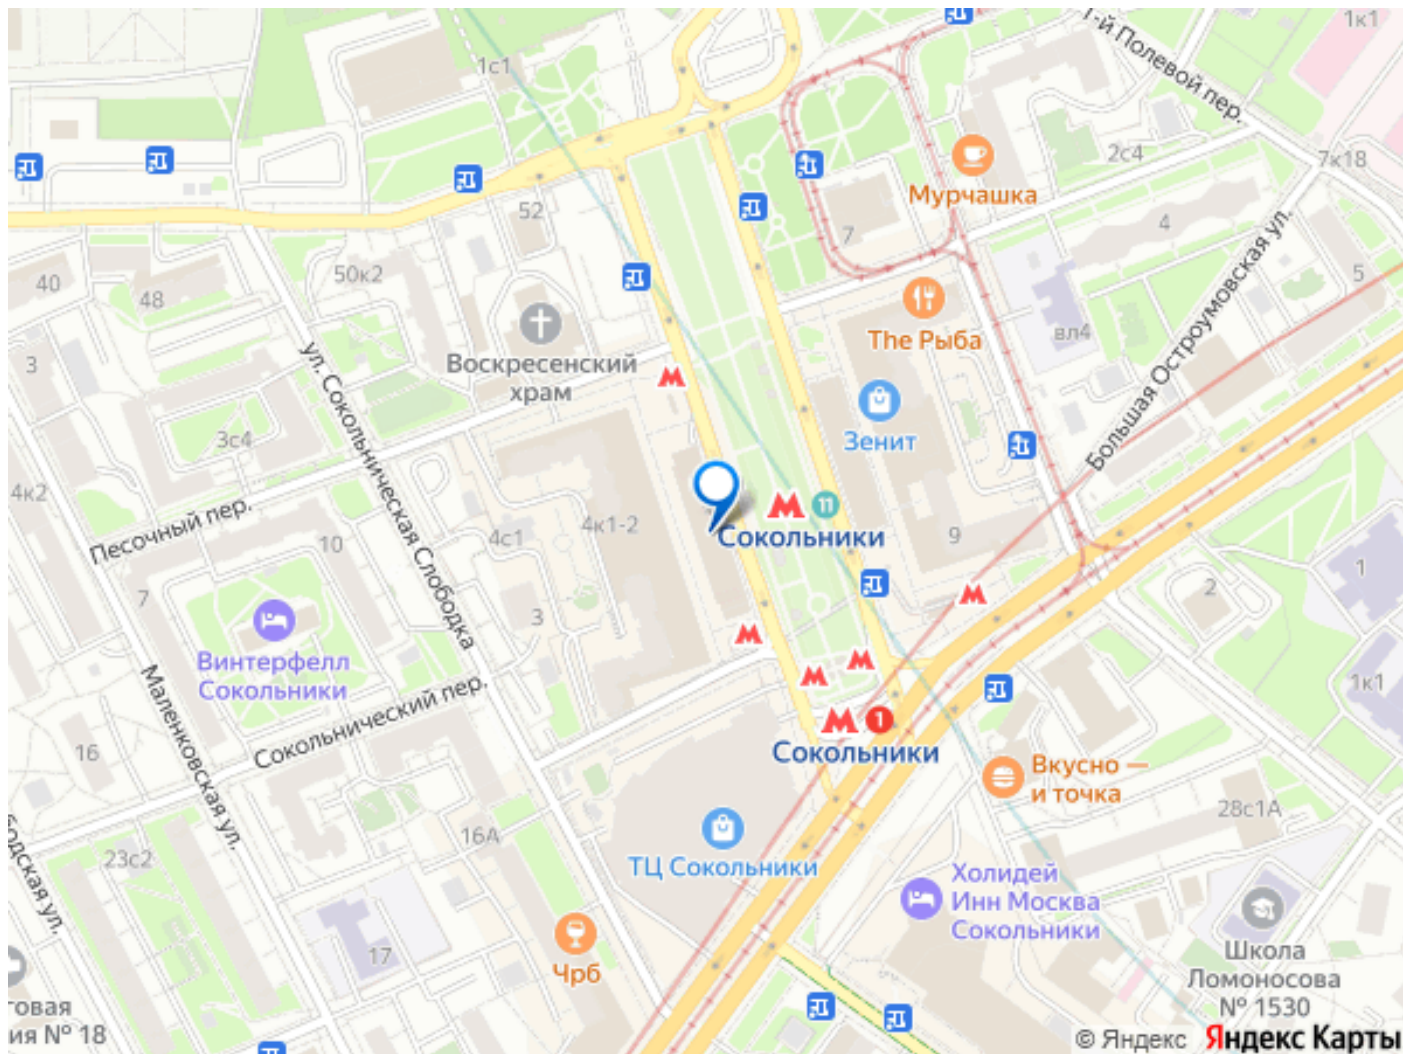 1к1
1-й Полевой пер.
1с1
2с4
7к18
Мурчашка
52
4
7
50к2
5
40
48
The Рыба
вл4
Воскресенский
храм
3
ул. Сокольническая Слободка
Большая Остроумовская ул.
Зенит
3с4
4к2
Песочный пер.
4к1-2
11
Сокольники
10
4с1
9
1
2
7
3
Винтерфелл
Сокольники
Маленковская ул.
Сокольнический пер.
1к1
1
Сокольники
16
Вкусно —
и точка
28с1А
16А
23с2
ТЦ Сокольники
Холидей
Инн Москва
Сокольники
17
Чрб
Школа
Ломоносова
№ 1530
ия № 18
© Яндекс Яндекс Карты